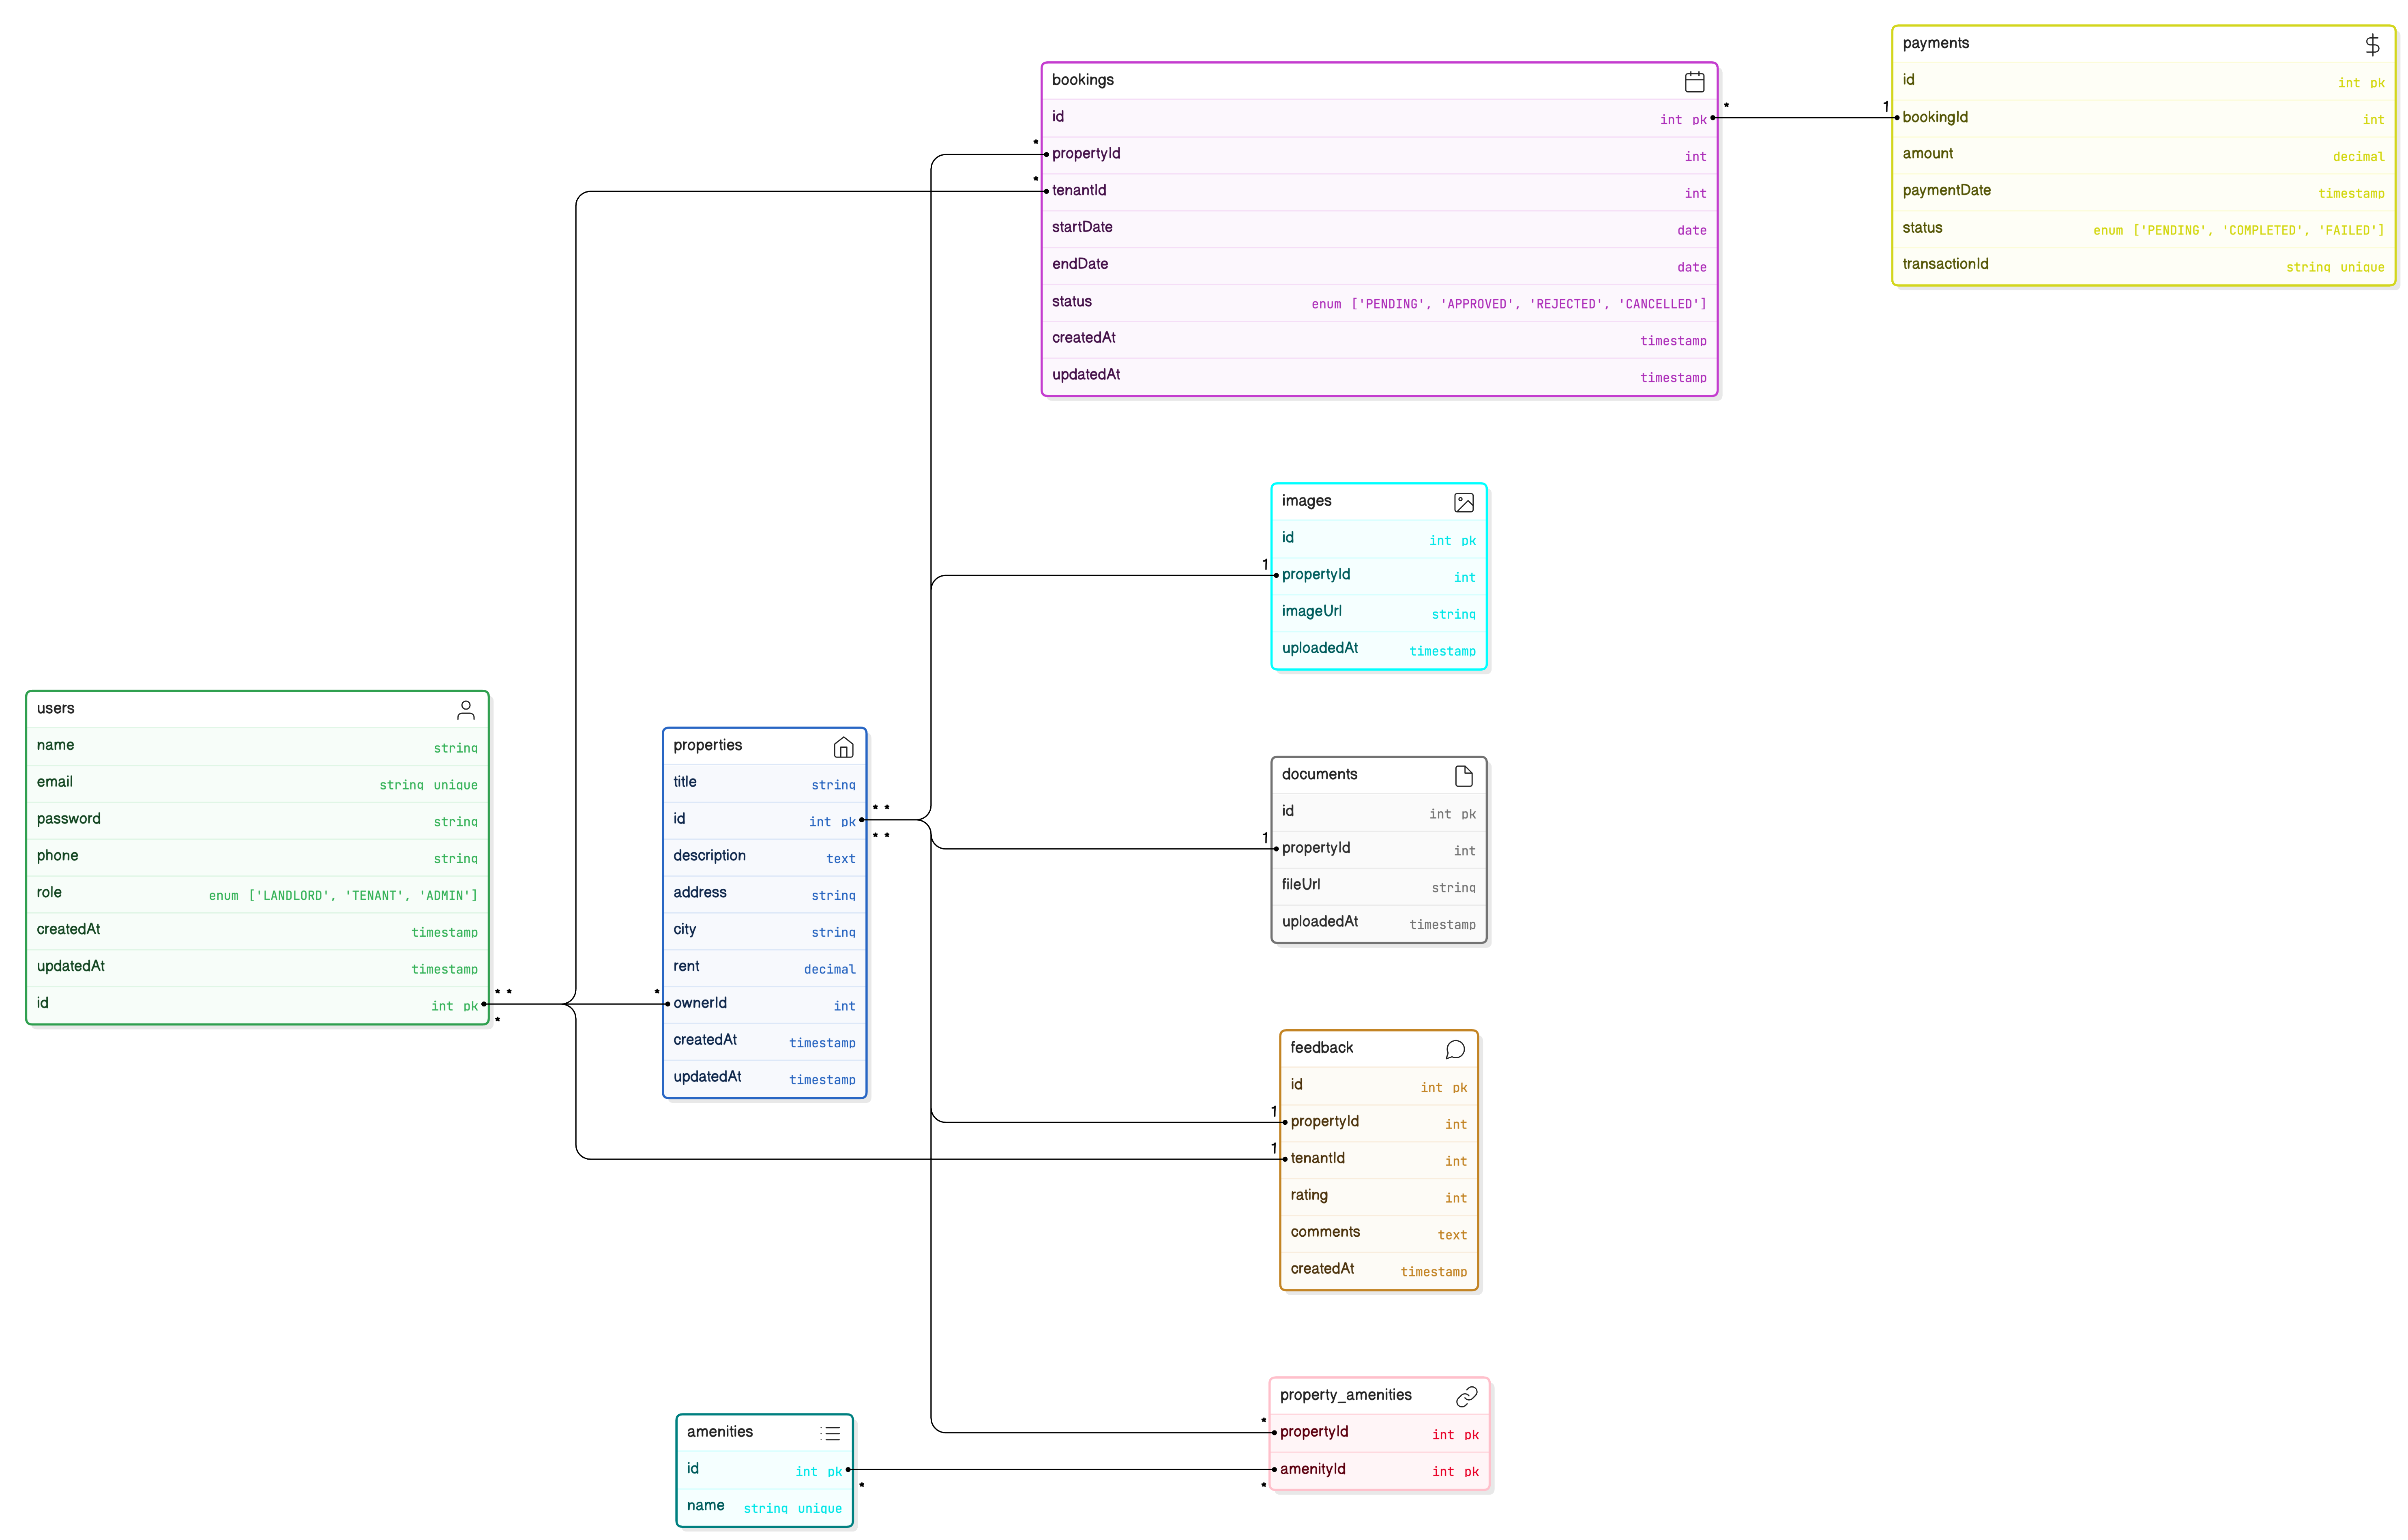 payments
id int pk
bookingId int
amount decimal
paymentDate timestamp
status enum ['PENDING', 'COMPLETED', 'FAILED']
transactionId string unique
bookings
id int pk
propertyId int
tenantId int
startDate date
endDate date
status enum ['PENDING', 'APPROVED', 'REJECTED', 'CANCELLED']
createdAt timestamp
updatedAt timestamp
* 1
*
*
images
id int pk
propertyId int
imageUrl string
uploadedAt timestamp
1
users
name string
email string unique
password string
phone string
role enum ['LANDLORD', 'TENANT', 'ADMIN']
createdAt timestamp
updatedAt timestamp
id int pk
* *
*
*
properties
title string
id int pk
description text
address string
city string
rent decimal
ownerId int
createdAt timestamp
updatedAt timestamp
* *
* *
documents
id int pk
propertyId int
fileUrl string
uploadedAt timestamp
1
feedback
id int pk
propertyId int
tenantId int
rating int
comments text
createdAt timestamp
1
1
property_amenities
propertyId int pk
amenityId int pk
*
*
amenities
id int pk
name string unique
*